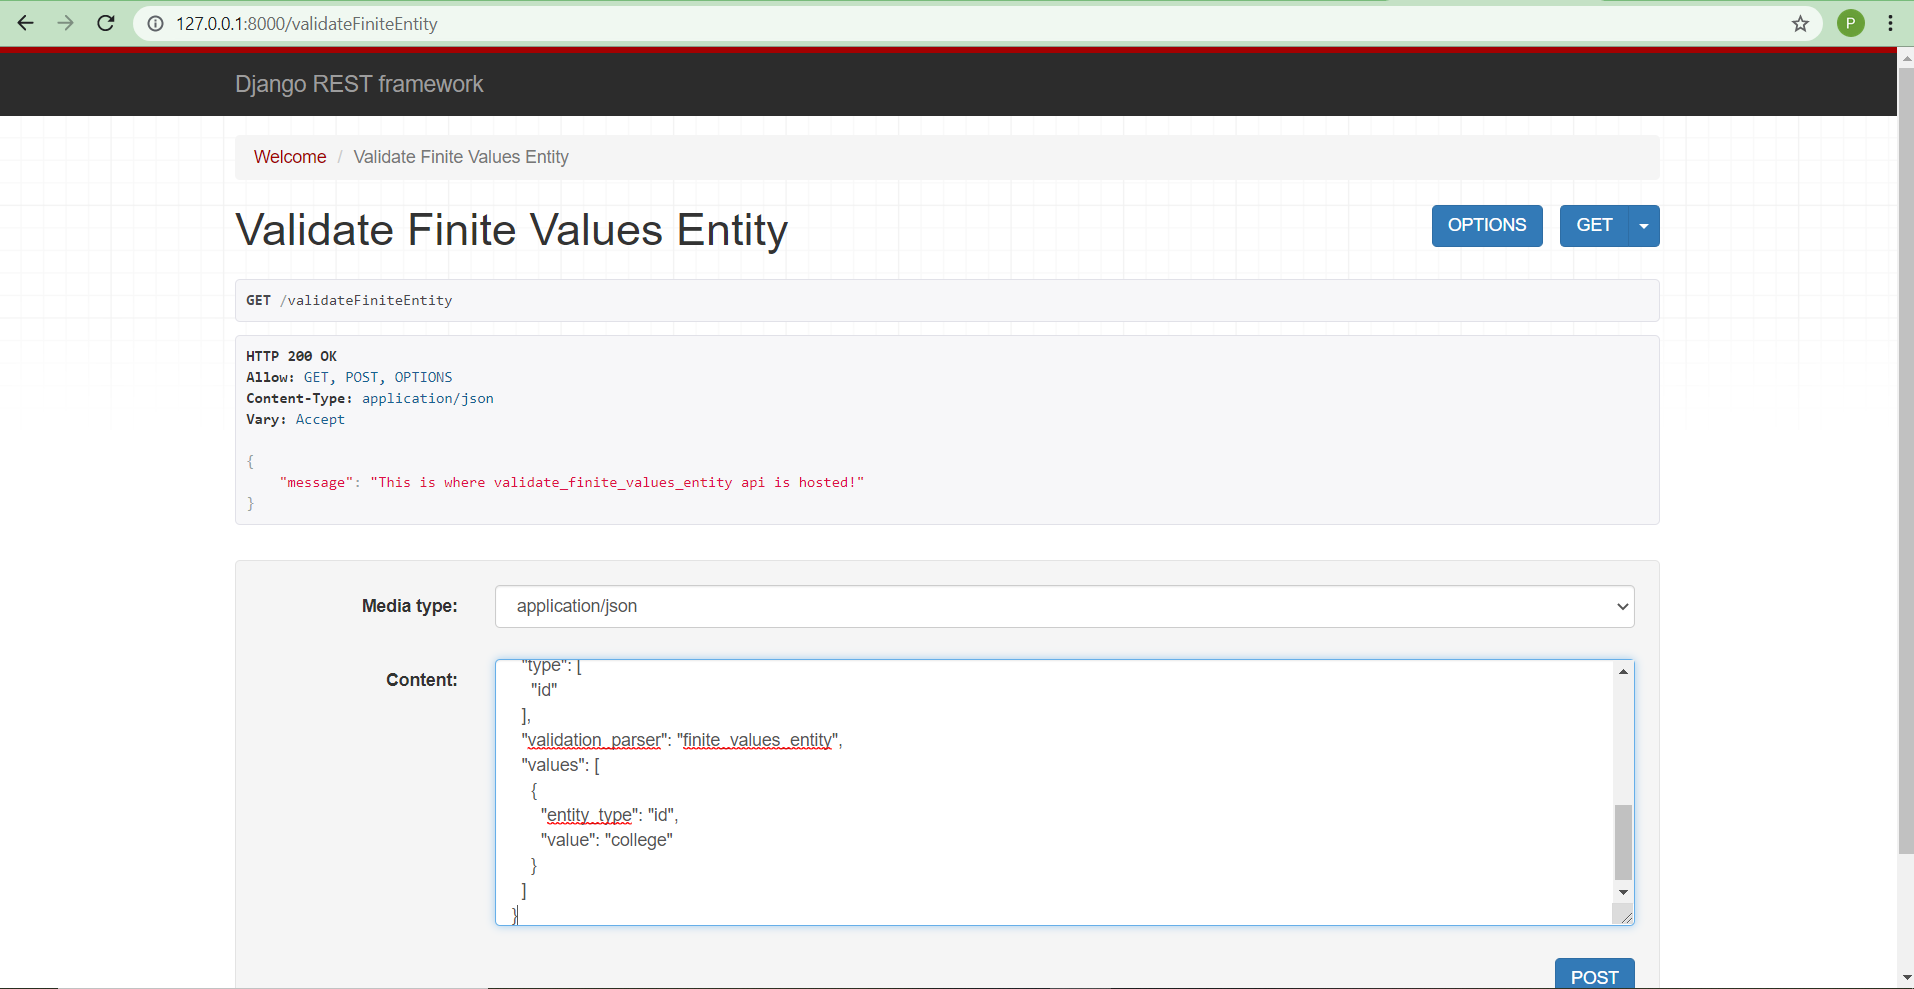 127.0.0.1:8000/validateFiniteEntity
P
Django REST framework
Welcome / Validate Finite Values Entity
Validate Finite Values Entity
OPTIONS
GET
GET /validateFiniteEntity
HTTP 200 OK
Allow: GET, POST, OPTIONS
Content-Type: application/json
Vary: Accept
{
"message": "This is where validate_finite_values_entity api is hosted!"
}
Media type:
application/json
Content:
"type": [
"id"
],
"validation_parser": "finite_values_entity",
"values": [
{
"entity_type": "id",
"value": "college"
}
]
}
POST